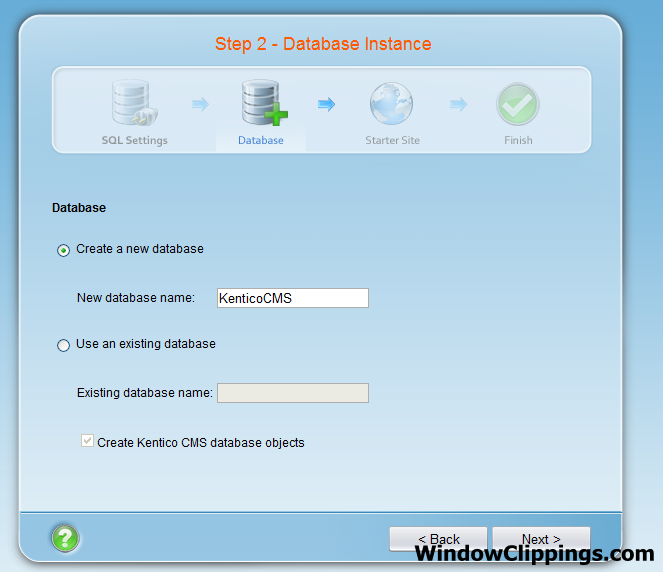 Step 2 - Database Instance
SQL Settings
Database
Starter Site
Finish
Database
Create a new database
New database name: KenticoCMS
Use an existing database
Existing database name:
Create Kentico CMS database objects
?
< Back
Next >
WindowClippings.com